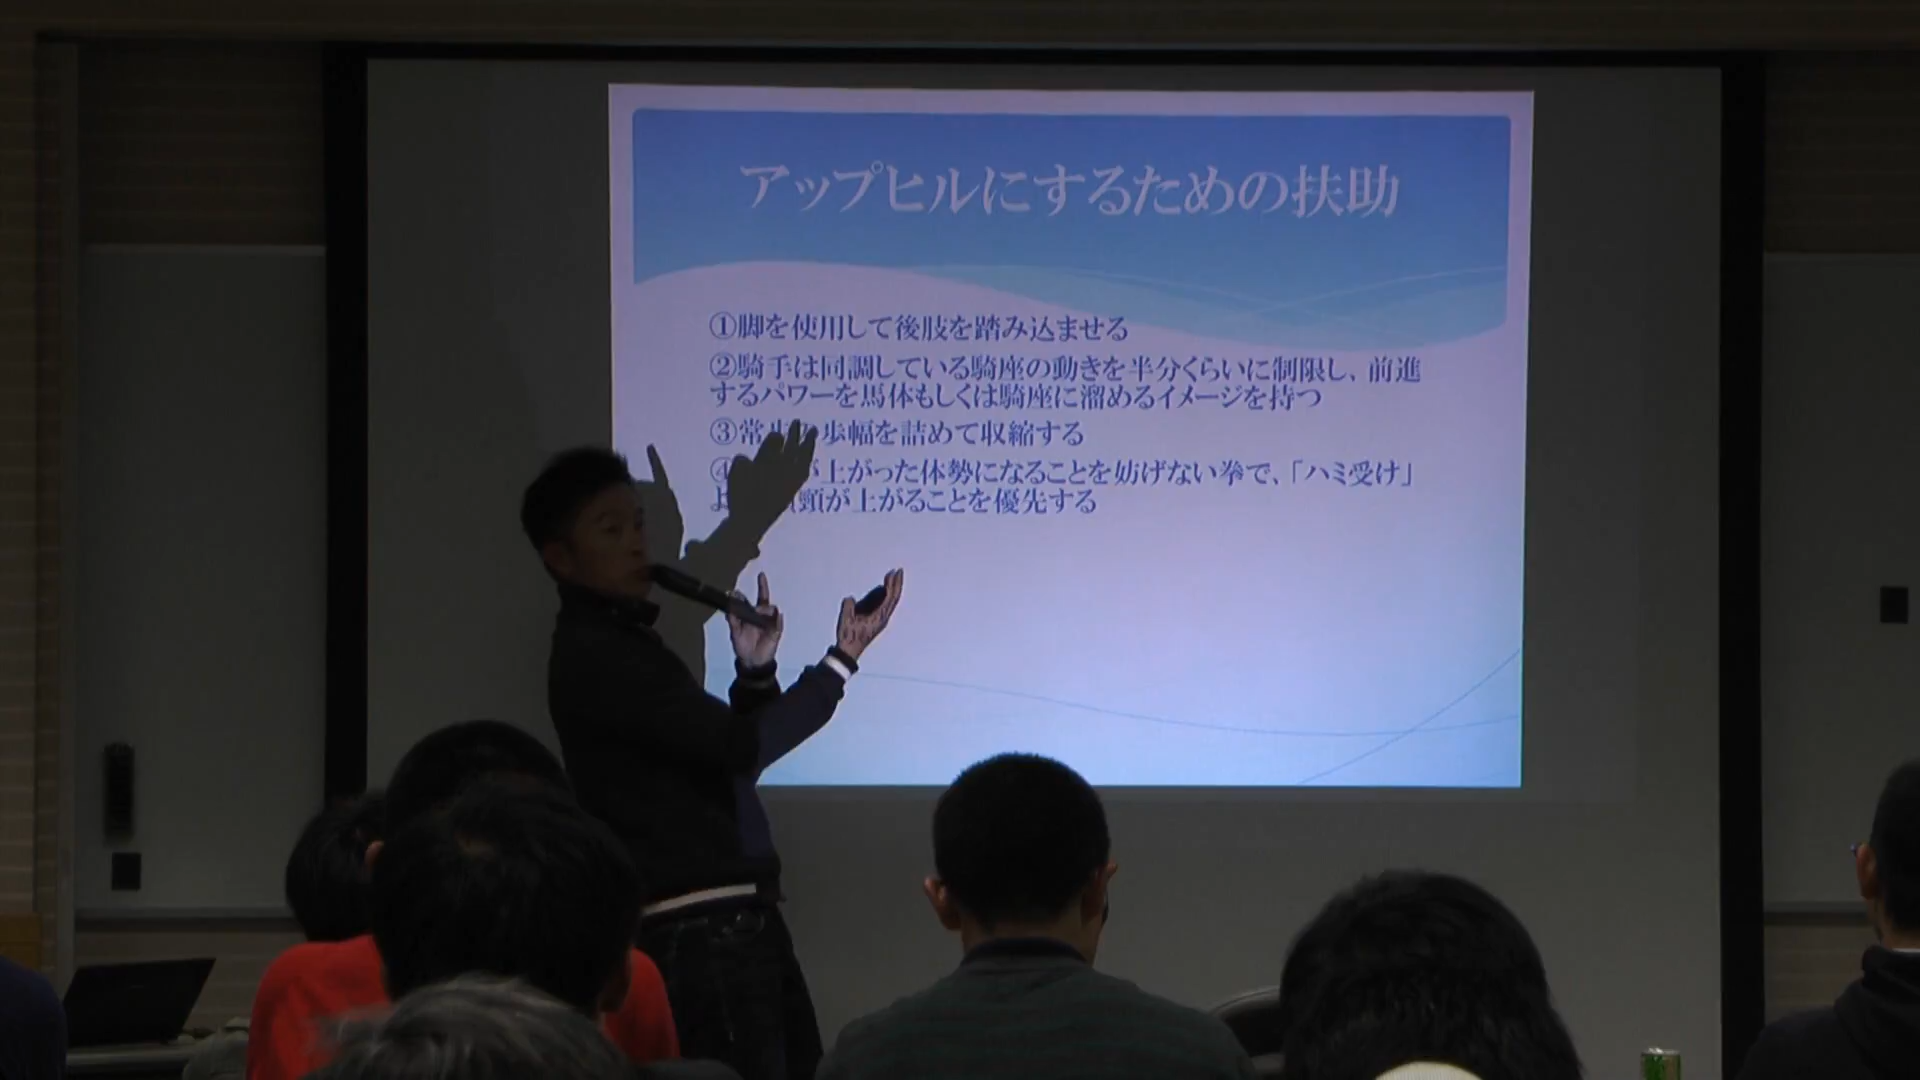 アップヒルにするための扶助
①脚を使用して後肢を踏み込ませる
②騎手は同調している騎座の動きを半分くらいに制限し、前進
するパワーを馬体もしくは騎座に溜めるイメージを持つ
③常歩の歩幅を詰めて収縮する
④が上がった体勢になることを妨げない拳で、「ハミ受け」
よ頸が上がることを優先する